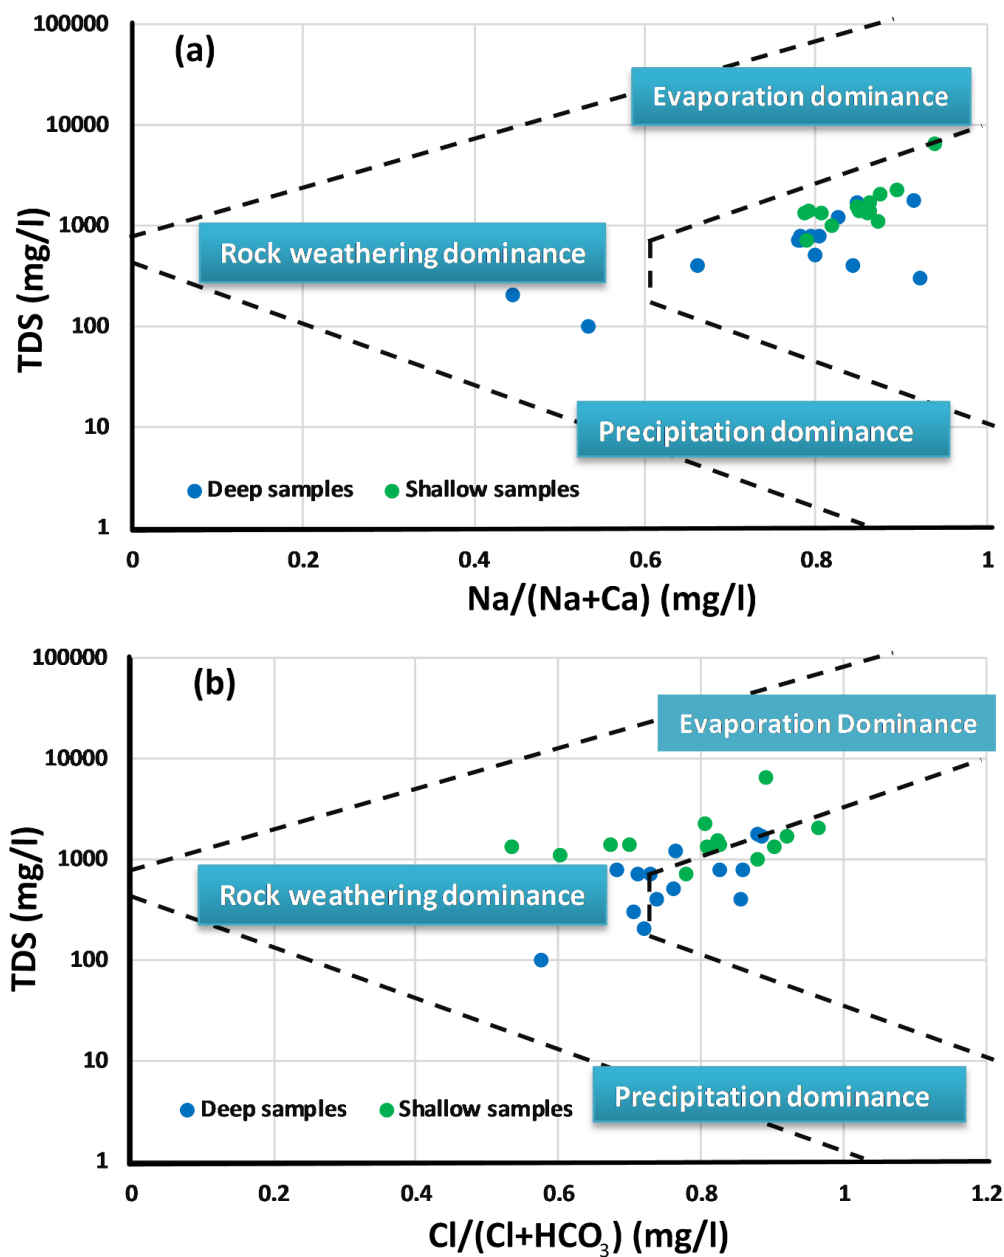 100000
(a)
Evaporation dominance
10000
1000
Rock weathering dominance
TDS (mg/l)
100
10
Precipitation dominance
Deep samples
Shallow samples
1
0
0.2
0.4
0.6
0.8
1
Na/(Na+Ca) (mg/l)
100000
(b)
Evaporation Dominance
10000
1000
Rock weathering dominance
TDS (mg/l)
100
10
Precipitation dominance
Deep samples
Shallow samples
1
0
0.2
0.4
0.6
0.8
1
1.2
Cl/(Cl+HCO₃) (mg/l)